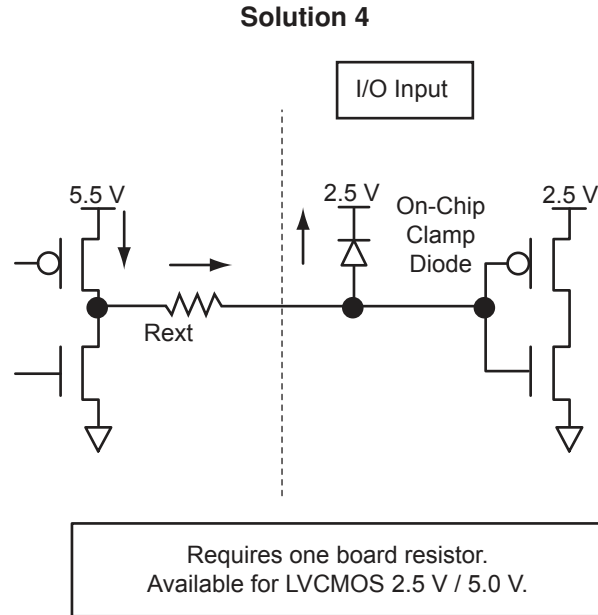 Solution 4
I/O Input
5.5 V
2.5 V
On-Chip
Clamp
Diode
2.5 V
Rext
Requires one board resistor.
Available for LVCMOS 2.5 V / 5.0 V.